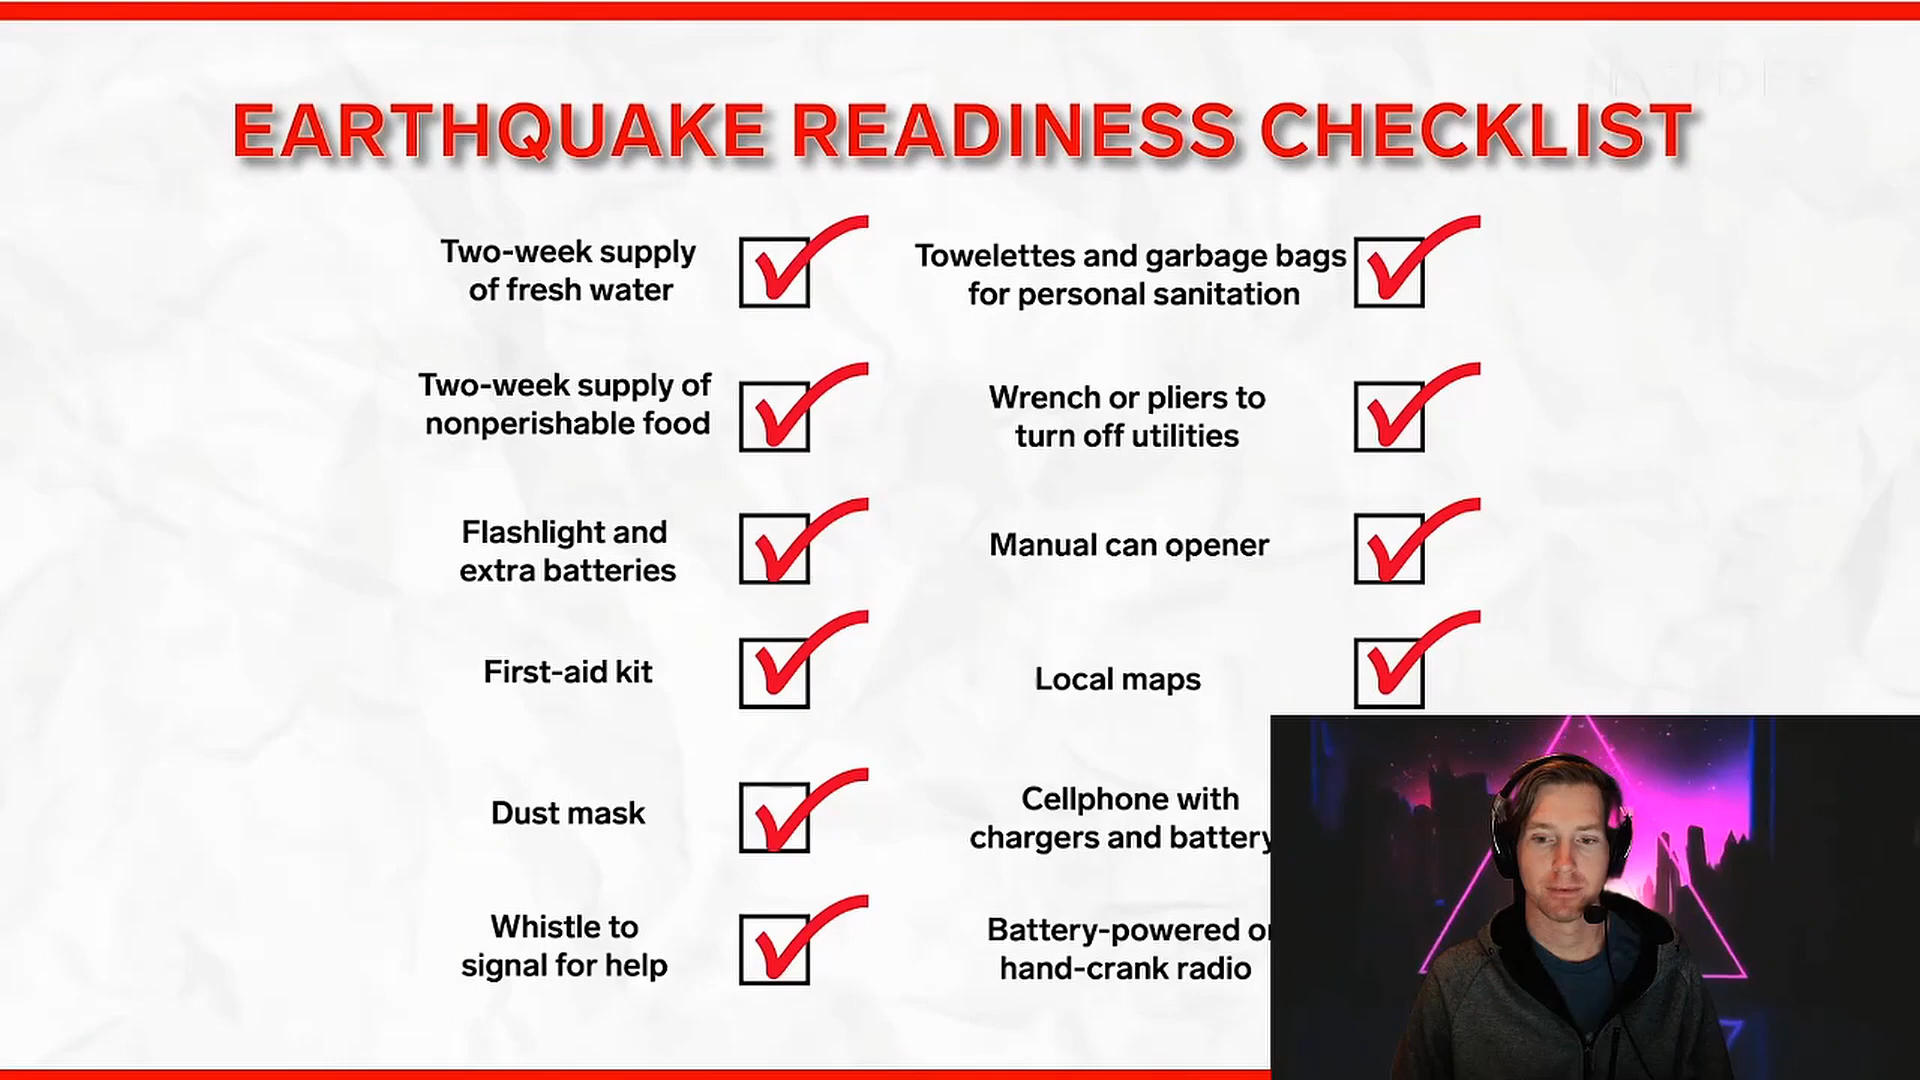 INSIDER
EARTHQUAKE READINESS CHECKLIST
Two-week supply
of fresh water
Two-week supply of
nonperishable food
Flashlight and
extra batteries
First-aid kit
Dust mask
Whistle to
signal for help
Towelettes and garbage bags
for personal sanitation
Wrench or pliers to
turn off utilities
Manual can opener
Local maps
Cellphone with
chargers and battery
Battery-powered or
hand-crank radio